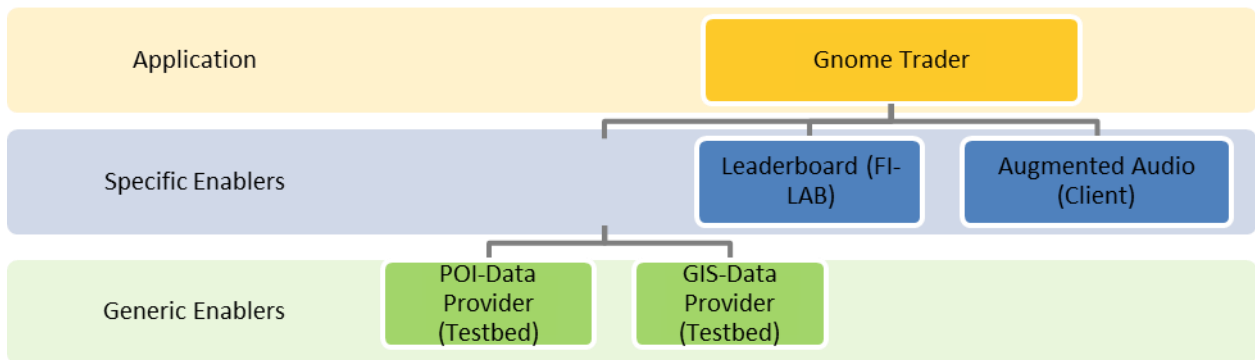 Application
Gnome Trader
Specific Enablers
Leaderboard (FI-
LAB)
Augmented Audio
(Client)
Generic Enablers
POI-Data
Provider
(Testbed)
GIS-Data
Provider
(Testbed)